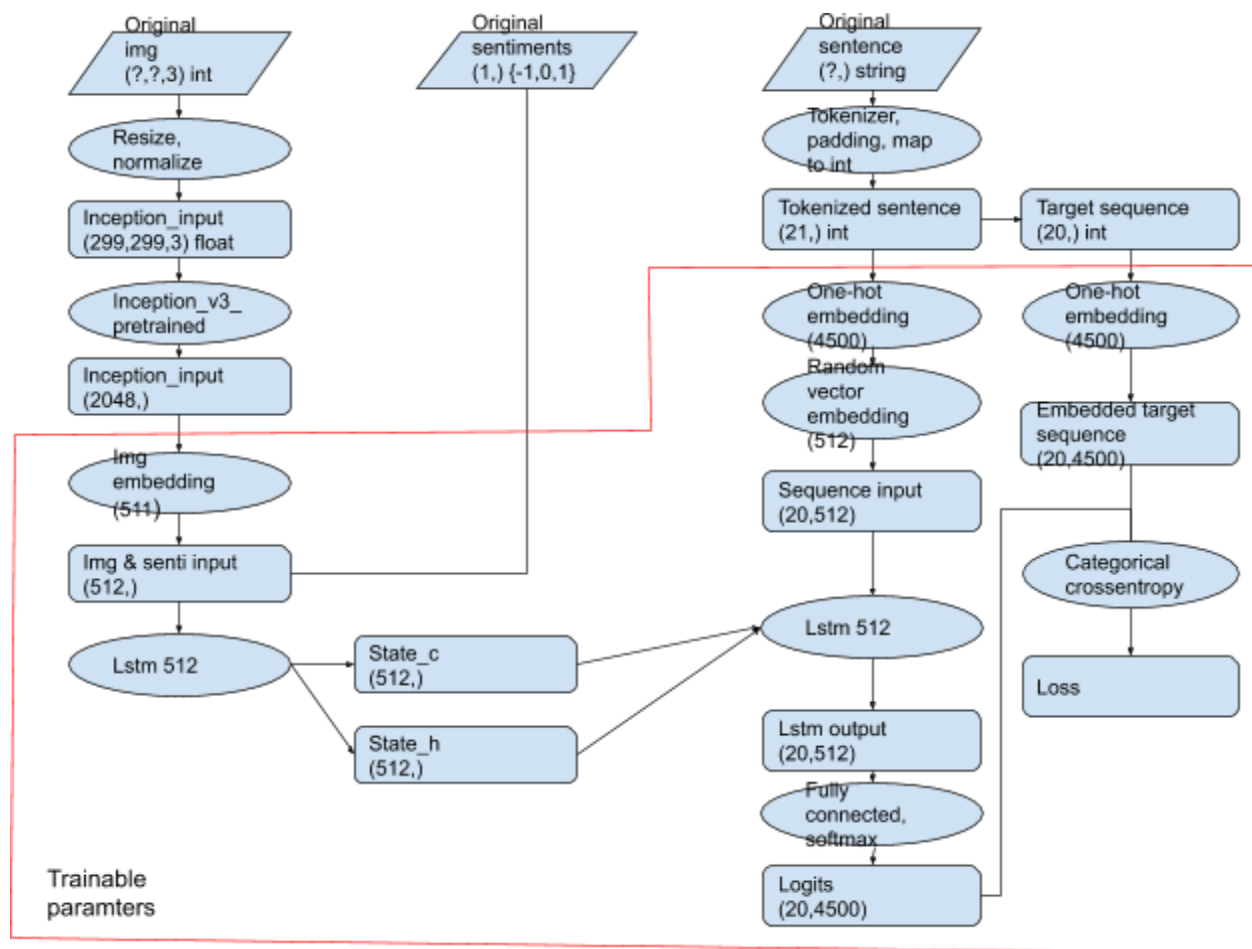 Original
img
(?,?,3) int
Original
sentiments
(1,) {-1,0,1}
Original
sentence
(?,) string
Resize,
normalize
Tokenizer,
padding, map
to int
Inception_input
(299,299,3) float
Tokenized sentence
(21,) int
Target sequence
(20,) int
Inception_v3_
pretrained
One-hot
embedding
(4500)
One-hot
embedding
(4500)
Inception_input
(2048,)
Random
vector
embedding
(512)
Embedded target
sequence
(20,4500)
Img
embedding
(511)
Sequence input
(20,512)
Img & senti input
(512,)
Categorical
crossentropy
Lstm 512
State_c
(512,)
Lstm 512
Loss
State_h
(512,)
Lstm output
(20,512)
Fully
connected,
softmax
Logits
(20,4500)
Trainable
paramters